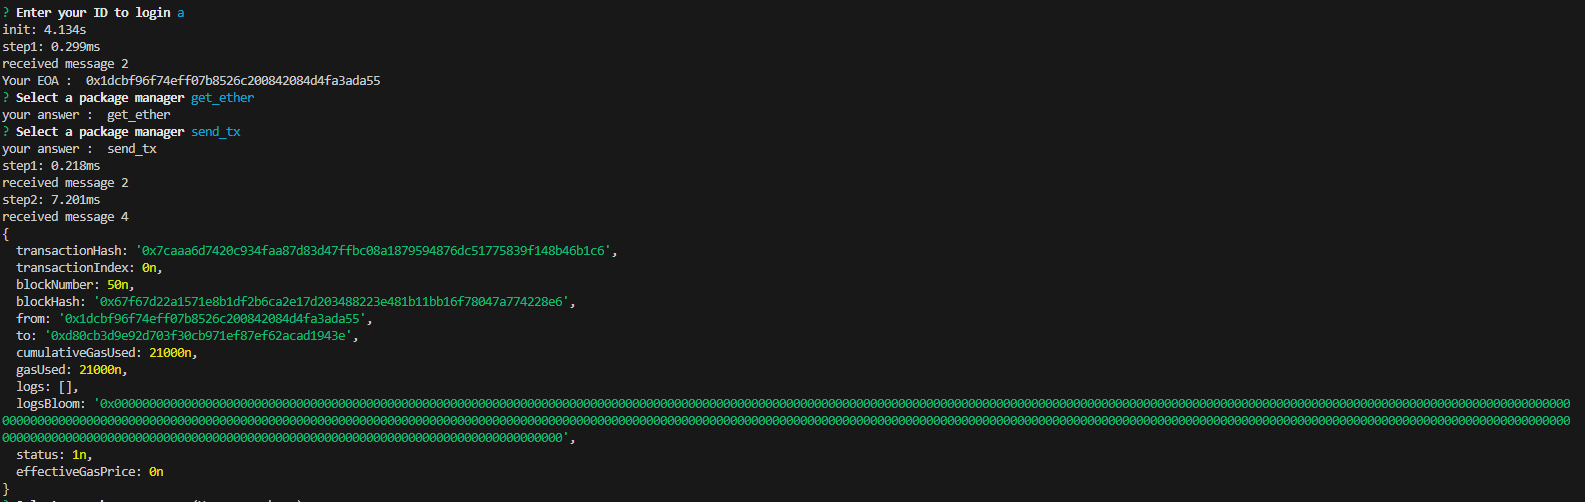 ? Enter your ID to login a
init: 4.134s
step1: 0.299ms
received message 2
Your EOA :  0x1dcbf96f74eff07b8526c200842084d4fa3ada55
? Select a package manager get_ether
your answer :  get_ether
? Select a package manager send_tx
your answer :  send_tx
step1: 0.218ms
received message 2
step2: 7.201ms
received message 4
{
  transactionHash: '0x7caaa6d7420c934faa87d83d47ffbc08a1879594876dc51775839f148b46b1c6',
  transactionIndex: 0n,
  blockNumber: 50n,
  blockHash: '0x67f67d22a1571e8b1df2b6ca2e17d203488223e481b11bb16f78047a774228e6',
  from: '0x1dcbf96f74eff07b8526c200842084d4fa3ada55',
  to: '0xd80cb3d9e92d703f30cb971ef87ef62acad1943e',
  cumulativeGasUsed: 21000n,
  gasUsed: 21000n,
  logs: [],
  logsBloom:
  status: 1n,
  effectiveGasPrice: 0n
}